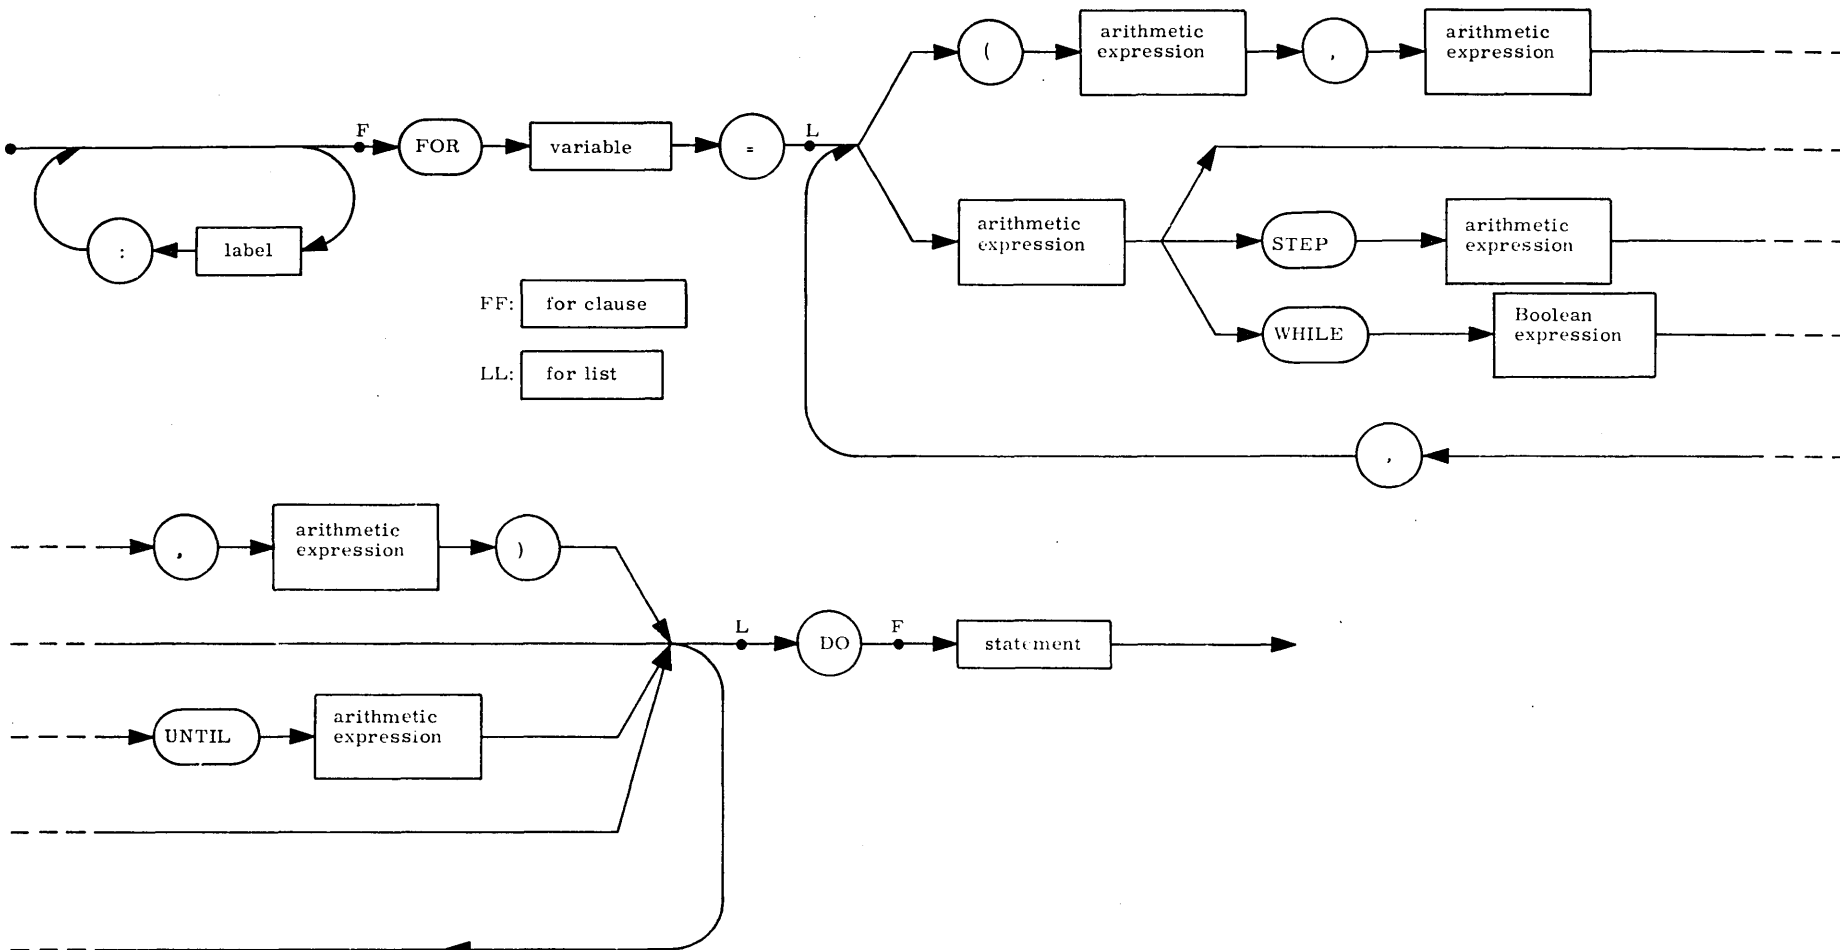 ( arithmetic
expression , arithmetic
expression
F FOR variable = L
: label
arithmetic
expression
STEP arithmetic
expression
WHILE Boolean
expression
FF: for clause
LL: for list
,
, arithmetic
expression )
L DO F statement
UNTIL arithmetic
expression